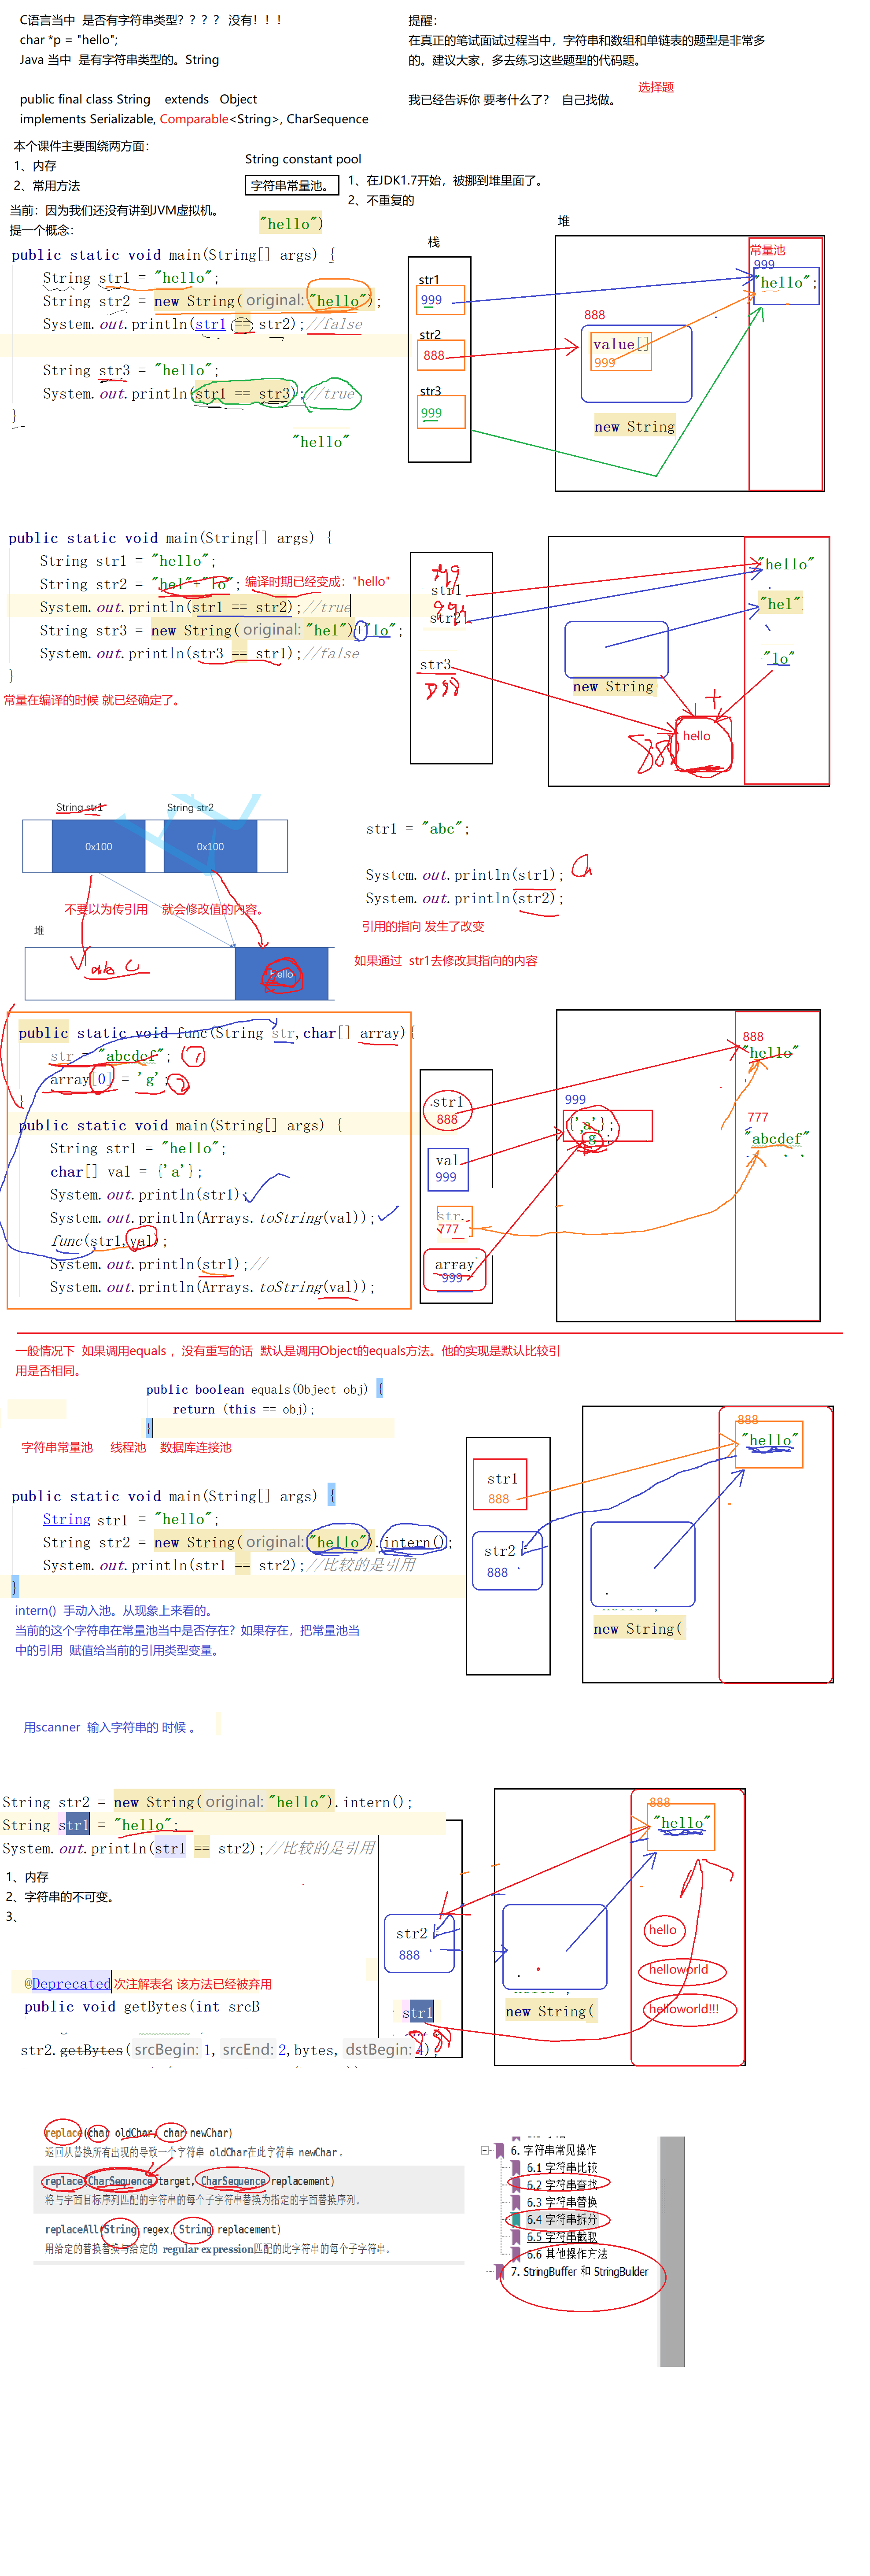 C语言当中 是否有字符串类型？？？？ 没有！！！
char *p = "hello";
Java 当中 是有字符串类型的。String
public final class String extends Object
implements Serializable, Comparable<String>, CharSequence
提醒：
在真正的笔试面试过程当中，字符串和数组和单链表的题型是非常多
的。建议大家，多去练习这些题型的代码题。
选择题
我已经告诉你 要考什么了？ 自己找做。
本个课件主要围绕两方面：
1、内存
2、常用方法
String constant pool
字符串常量池。
1、在JDK1.7开始，被挪到堆里面了。
2、不重复的
当前：因为我们还没有讲到JVM虚拟机。
提一个概念：
"hello")
public static void main(String[] args) {
String str1 = "hello";
String str2 = new String( original: "hello");
System.out.println(str1 == str2);//false
String str3 = "hello";
System.out.println(str1 == str3);//true
}
"hello"
栈
str1
999
str2
888
str3
999
堆
常量池
999
"hello";
888
value[]
999
new String
public static void main(String[] args) {
String str1 = "hello";
String str2 = "hel"+"lo"; 编译时期已经变成："hello"
System.out.println(str1 == str2);//true
String str3 = new String( original: "hel")+"lo";
System.out.println(str3 == str1);//false
}
常量在编译的时候 就已经确定了。
str1
str2
str3
"hello"
"hel"
"lo"
new String
+
hello
String str1
String str2
0x100
0x100
不要以为传引用 就会修改值的内容。
堆
hello
str1 = "abc";
System.out.println(str1);
System.out.println(str2);
引用的指向 发生了改变
如果通过 str1去修改其指向的内容
public static void func(String str,char[] array){
str = "abcdef"; 1
array[0] = 'g'; 2
}
public static void main(String[] args) {
String str1 = "hello";
char[] val = {'a'};
System.out.println(str1);
System.out.println(Arrays.toString(val));
func(str1,val);
System.out.println(str1);//
System.out.println(Arrays.toString(val));
str1
888
val
999
str
777
array
999
999
{'a'};
g
888
"hello"
777
"abcdef"
一般情况下 如果调用equals ，没有重写的话 默认是调用Object的equals方法。他的实现是默认比较引
用是否相同。
public boolean equals(Object obj) {
return (this == obj);
}
字符串常量池 线程池 数据库连接池
public static void main(String[] args) {
String str1 = "hello";
String str2 = new String( original: "hello").intern();
System.out.println(str1 == str2);//比较的是引用
}
intern() 手动入池。从现象上来看的。
当前的这个字符串在常量池当中是否存在？如果存在，把常量池当
中的引用 赋值给当前的引用类型变量。
str1
888
str2
888
888
"hello"
new String(
用scanner 输入字符串的 时候 。
String str2 = new String( original: "hello").intern();
String str1 = "hello";
System.out.println(str1 == str2);//比较的是引用
1、内存
2、字符串的不可变。
3、
str2
888
str1
888
"hello"
hello
helloworld
helloworld!!!
new String(
@Deprecated 次注解表名 该方法已经被弃用
public void getBytes(int srcB
str2.getBytes( srcBegin: 1, srcEnd: 2,bytes, dstBegin: 4);
replace(char oldChar, char newChar)
返回从替换所有出现的导致一个字符串 oldChar在此字符串 newChar 。
replace(CharSequence target, CharSequence replacement)
将与字面目标序列匹配的字符串的每个子字符串替换为指定的字面替换序列。
replaceAll(String regex, String replacement)
用给定的替换替换与给定的 regular expression匹配的此字符串的每个子字符串。
6. 字符串常见操作
6.1 字符串比较
6.2 字符串查找
6.3 字符串替换
6.4 字符串拆分
6.5 字符串截取
6.6 其他操作方法
7. StringBuffer 和 StringBuilder